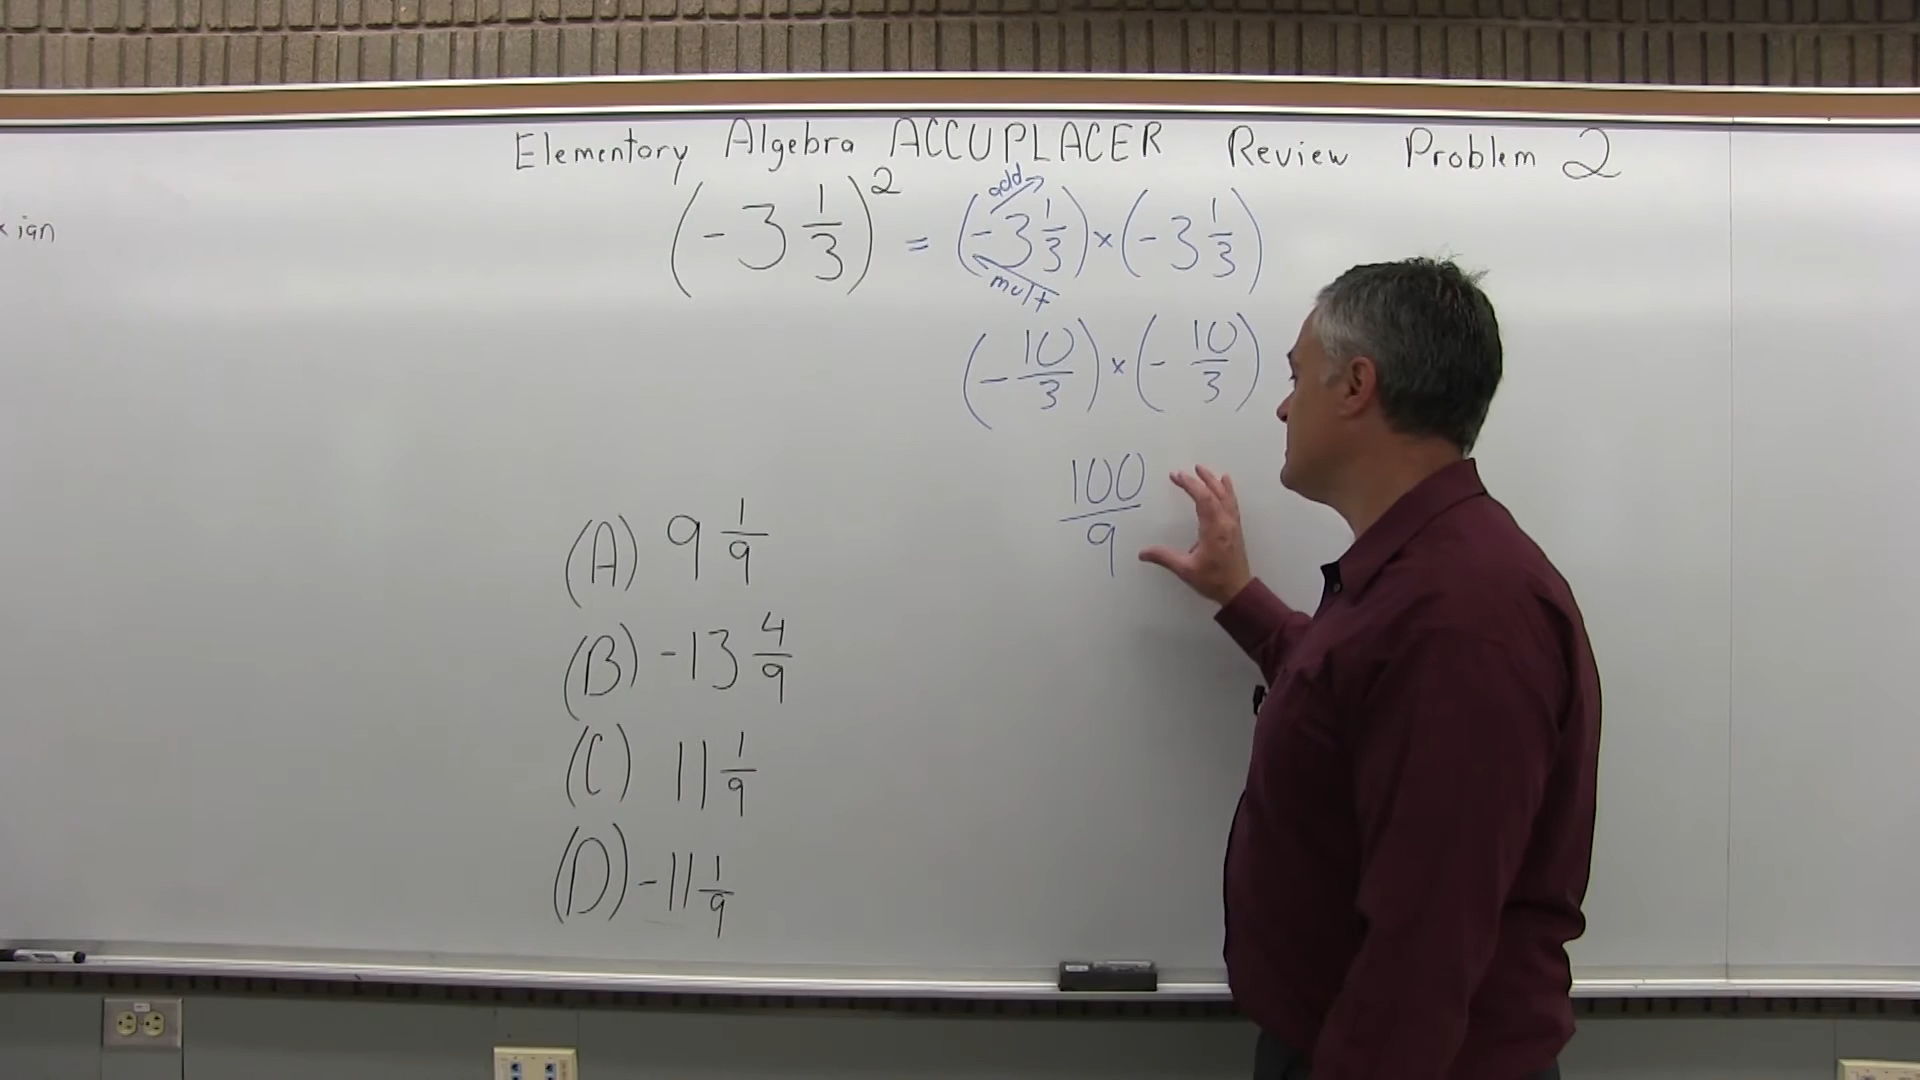 Elementary Algebra ACCUPLACER Review Problem 2
(-3 1/3)² = (-3 1/3) × (-3 1/3)
add
mult
(-10/3) × (-10/3)
100/9
(A) 9 1/9
(B) -13 4/9
(C) 11 1/9
(D) -11 1/9